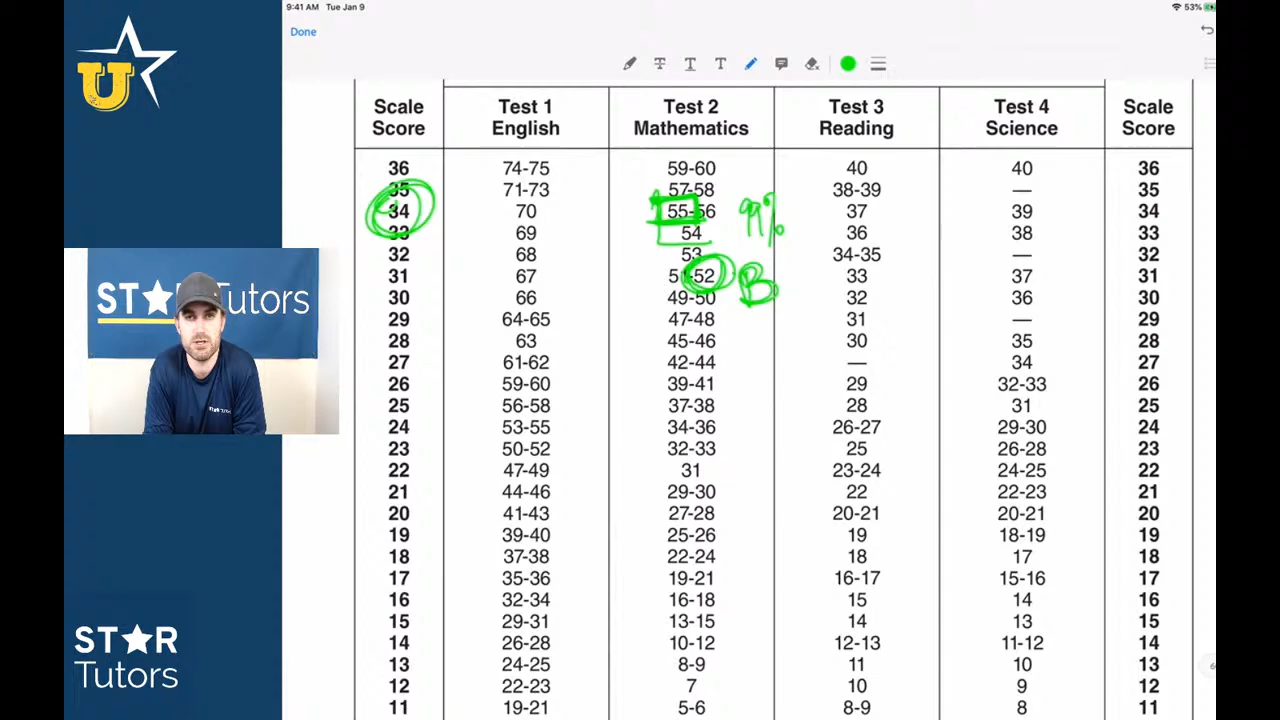 9:41 AM Tue Jan 9
53%
Done
U
Scale Score Test 1 English Test 2 Mathematics Test 3 Reading Test 4 Science Scale Score
36 74-75 59-60 40 40 36
35 71-73 57-58 38-39 — 35
34 70 55-56 37 39 34
99%
33 69 54 36 38 33
32 68 53 34-35 — 32
31 67 51-52 33 37 31
B
30 66 49-50 32 36 30
29 64-65 47-48 31 — 29
28 63 45-46 30 35 28
27 61-62 42-44 — 34 27
26 59-60 39-41 29 32-33 26
25 56-58 37-38 28 31 25
24 53-55 34-36 26-27 29-30 24
23 50-52 32-33 25 26-28 23
22 47-49 31 23-24 24-25 22
21 44-46 29-30 22 22-23 21
20 41-43 27-28 20-21 20-21 20
19 39-40 25-26 19 18-19 19
18 37-38 22-24 18 17 18
17 35-36 19-21 16-17 15-16 17
16 32-34 16-18 15 14 16
15 29-31 13-15 14 13 15
14 26-28 10-12 12-13 11-12 14
13 24-25 8-9 11 10 13
12 22-23 7 10 9 12
11 19-21 5-6 8-9 8 11
STAR Tutors
STAR
Tutors